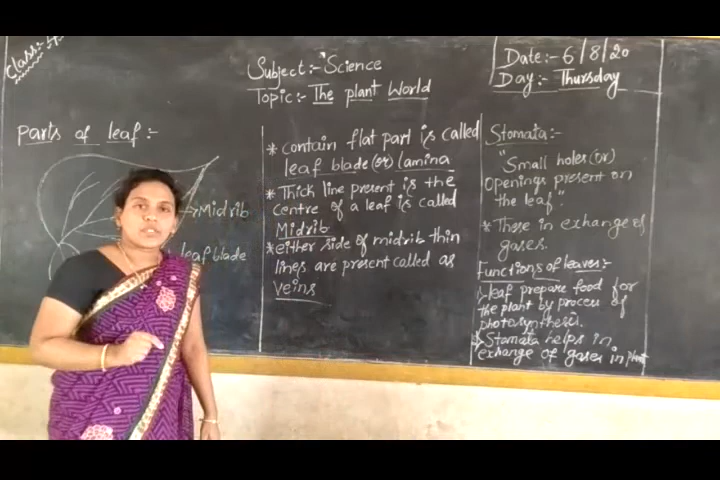 Class:- 4
Subject:- Science
Topic:- The plant World
Date:- 6/8/20
Day:- Thursday
Parts of leaf:-
Midrib
leaf blade
* contain flat part is called
leaf blade (or) lamina
* Thick line present is the
centre of a leaf is called
Midrib
* either side of midrib thin
lines are present called as
veins
Stomata:-
"Small holes (or)
Openings present on
the leaf".
* These in exchange of
gases.
Functions of leaves:-
leaf prepare food for
the plant by process of
photosynthesis.
Stomata helps in
exchange of gases in plant